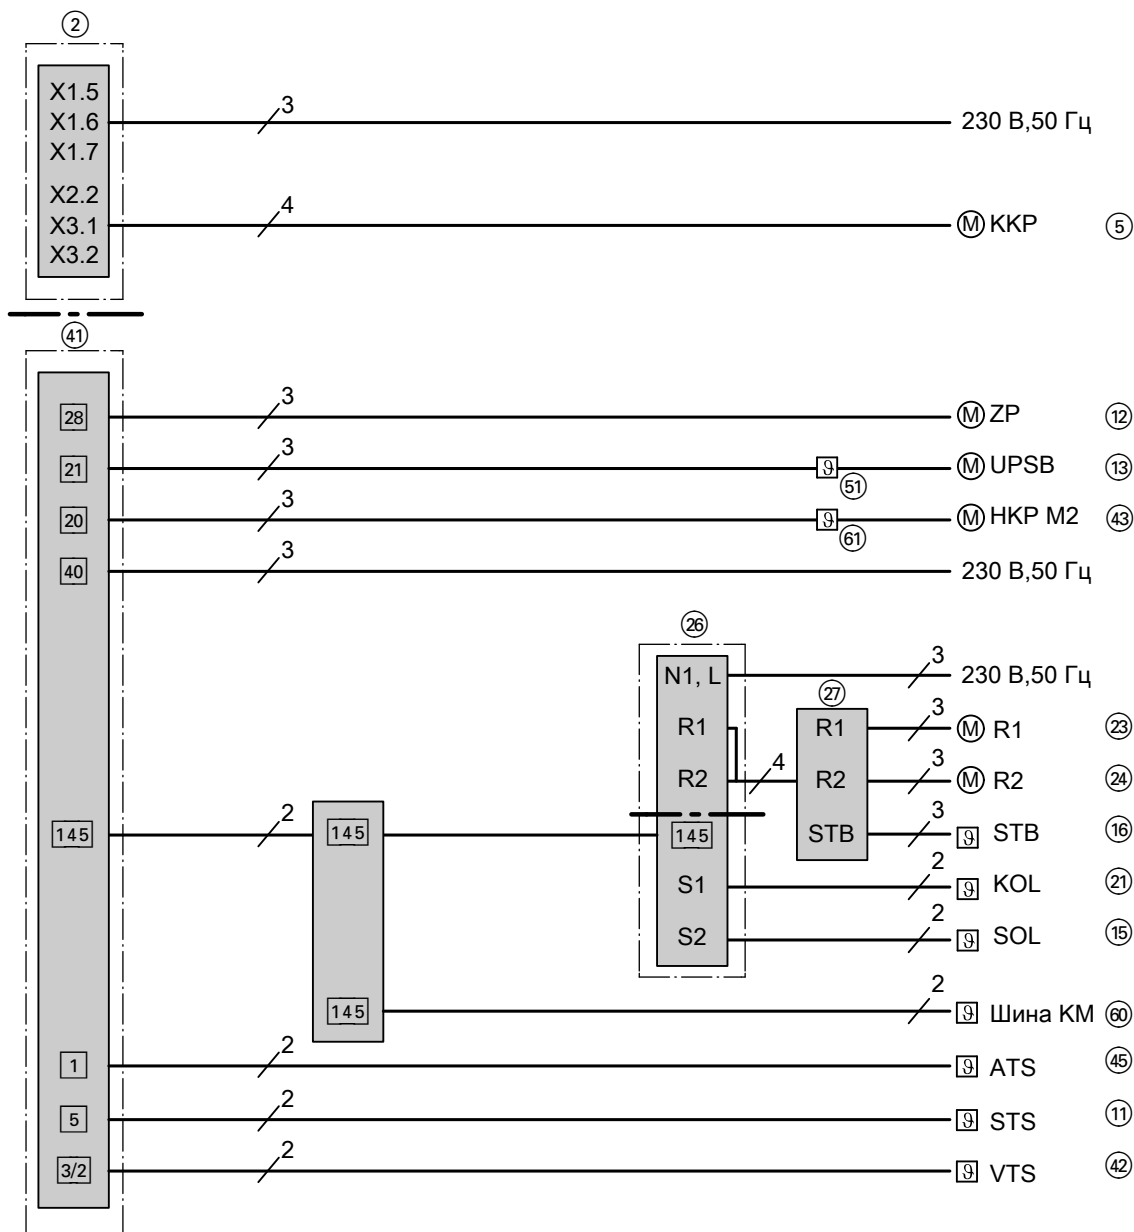 2
X1.5
3
X1.6
230 В,50 Гц
X1.7
X2.2
4
X3.1
M KKP 5
X3.2
41
3
28 M ZP 12
3
21 ϑ M UPSB 13
51
3
20 ϑ M HKP M2 43
61
3
40 230 В,50 Гц
26
3
N1, L 230 В,50 Гц
27
3
R1 R1 M R1 23
4 3
R2 R2 M R2 24
2 3
145 145 145 STB ϑ STB 16
2
S1 ϑ KOL 21
2
S2 ϑ SOL 15
2
145 ϑ Шина KM 60
2
1 ϑ ATS 45
2
5 ϑ STS 11
2
3/2 ϑ VTS 42